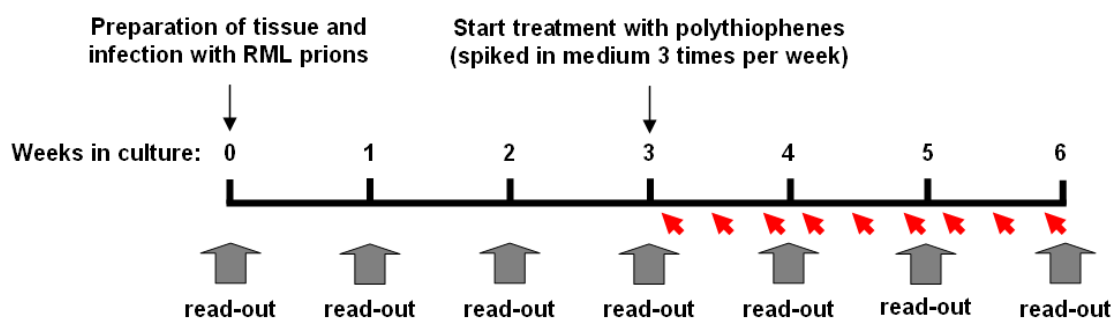 Preparation of tissue and
infection with RML prions
Start treatment with polythiophenes
(spiked in medium 3 times per week)
Weeks in culture: 0 1 2 3 4 5 6
read-out read-out read-out read-out read-out read-out read-out